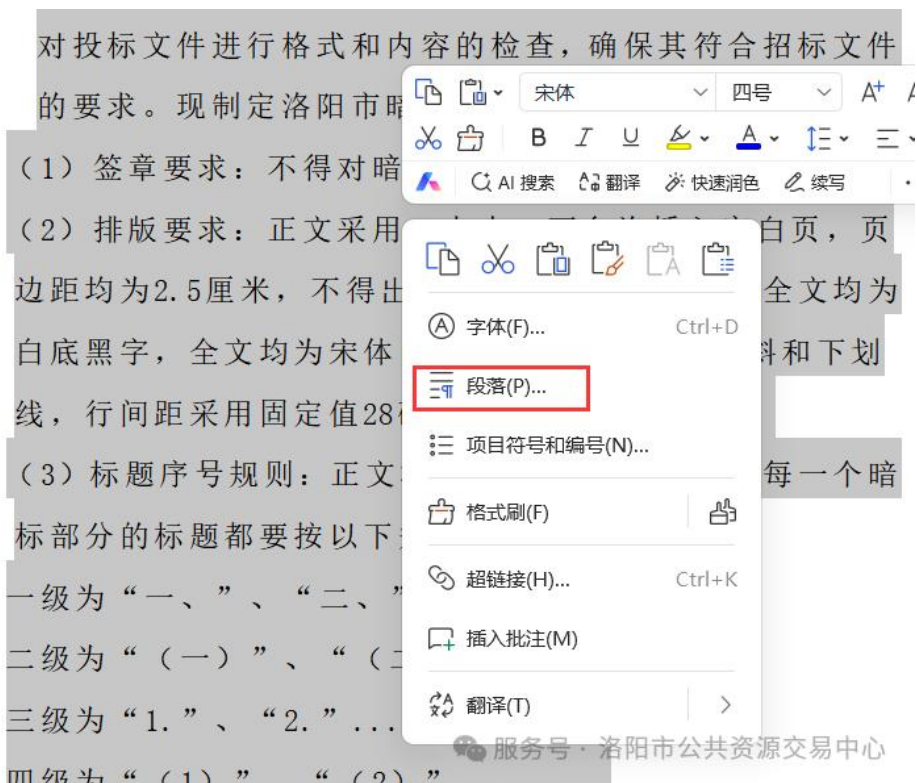 对投标文件进行格式和内容的检查，确保其符合招标文件
的要求。现制定洛阳市暗
（1）签章要求：不得对暗
（2）排版要求：正文采用
白页，页
边距均为2.5厘米，不得出
全文均为
白底黑字，全文均为宋体
和下划
线，行间距采用固定值28
（3）标题序号规则：正文
每一个暗
标部分的标题都要按以下
一级为“一、”、“二、”
二级为“（一）”、“（二
三级为“1.”、“2.”...
四级为“（1）”、“（2）”
宋体 四号 A+
B I U A
AI 搜索 翻译 快速润色 续写
字体(F)... Ctrl+D
段落(P)...
项目符号和编号(N)...
格式刷(F)
超链接(H)... Ctrl+K
插入批注(M)
翻译(T)
服务号 · 洛阳市公共资源交易中心